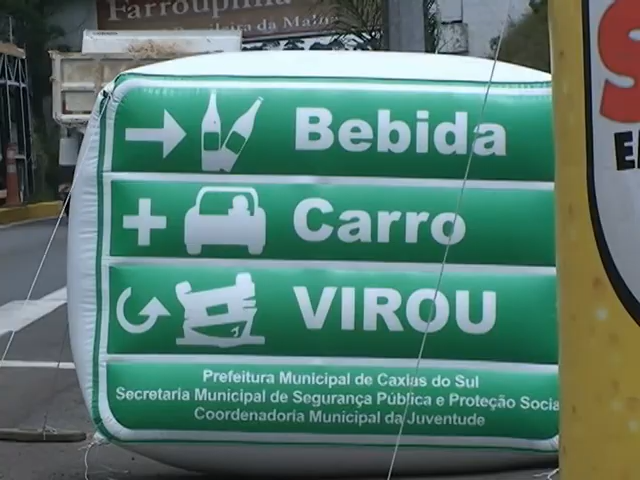 Farroupilha
Bebida
Carro
VIROU
Prefeitura Municipal de Caxias do Sul
Secretaria Municipal de Segurança Pública e Proteção Socia
Coordenadoria Municipal da Juventude
S